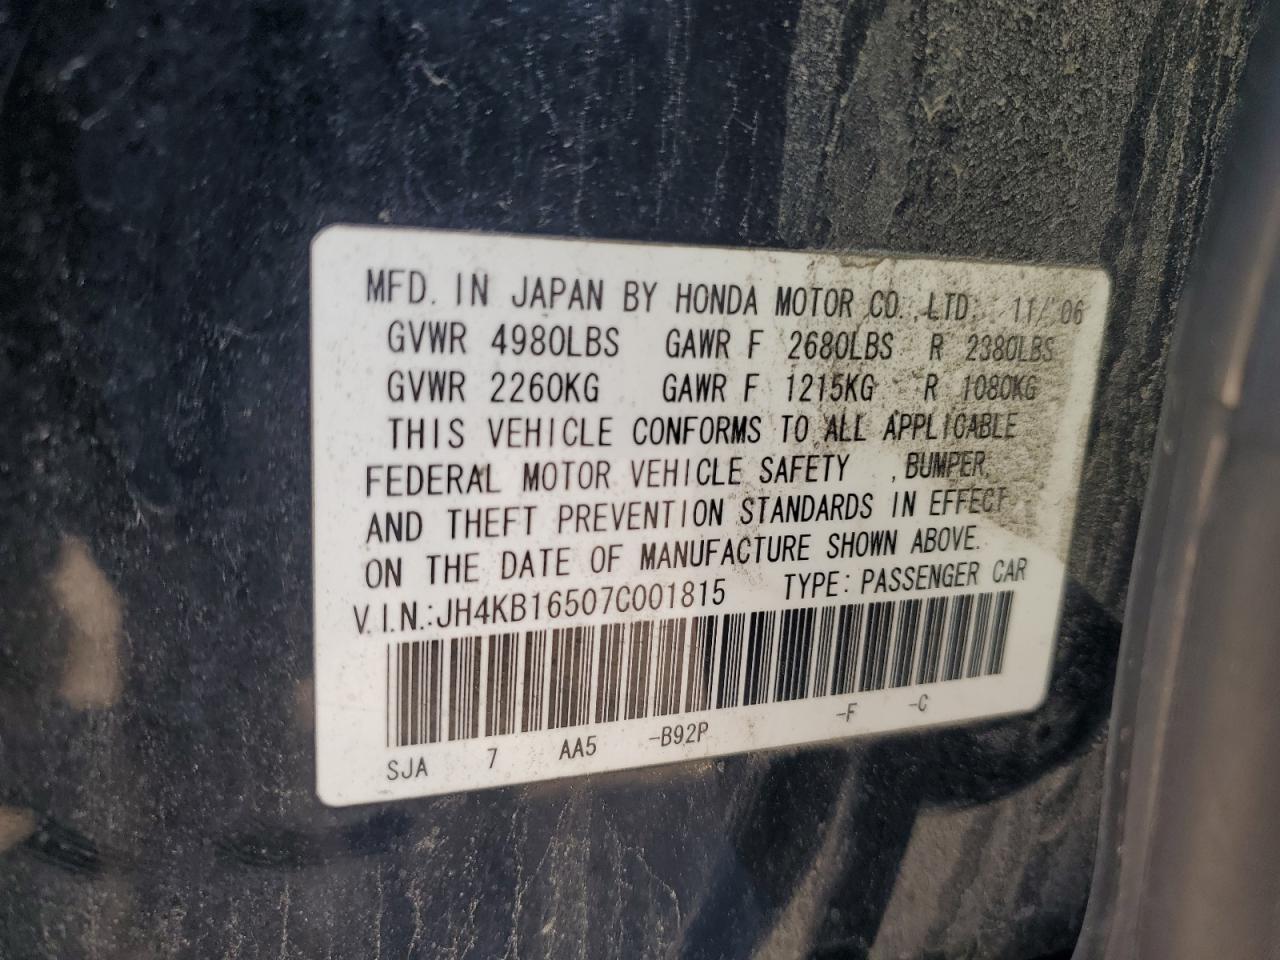 MFD. IN JAPAN BY HONDA MOTOR CO.,LTD. 11/'06
GVWR 4980LBS GAWR F 2680LBS R 2380LBS
GVWR 2260KG GAWR F 1215KG R 1080KG
THIS VEHICLE CONFORMS TO ALL APPLICABLE
FEDERAL MOTOR VEHICLE SAFETY , BUMPER,
AND THEFT PREVENTION STANDARDS IN EFFECT
ON THE DATE OF MANUFACTURE SHOWN ABOVE.
V.I.N.:JH4KB16507C001815 TYPE: PASSENGER CAR
SJA 7 AA5 -B92P -F -C